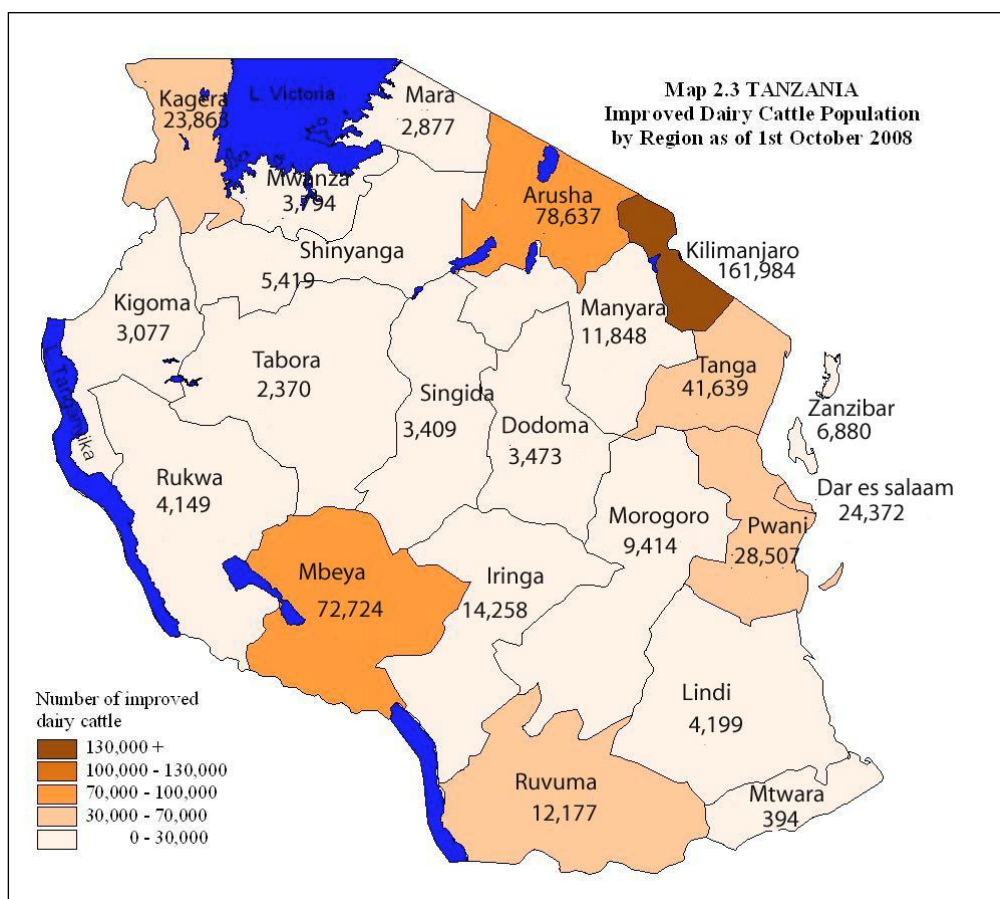 Map 2.3 TANZANIA
Improved Dairy Cattle Population
by Region as of 1st October 2008
Kagera
23,863
L. Victoria
Mara
2,877
Mwanza
3,794
Arusha
78,637
Shinyanga
5,419
Kilimanjaro
161,984
Kigoma
3,077
Manyara
11,848
Tabora
2,370
Singida
3,409
Tanga
41,639
Dodoma
3,473
Zanzibar
6,880
L. Tanganyika
Rukwa
4,149
Dar es salaam
24,372
Morogoro
9,414
Pwani
28,507
Mbeya
72,724
Iringa
14,258
Lindi
4,199
Ruvuma
12,177
Mtwara
394
Number of improved
dairy cattle
130,000 +
100,000 - 130,000
70,000 - 100,000
30,000 - 70,000
0 - 30,000